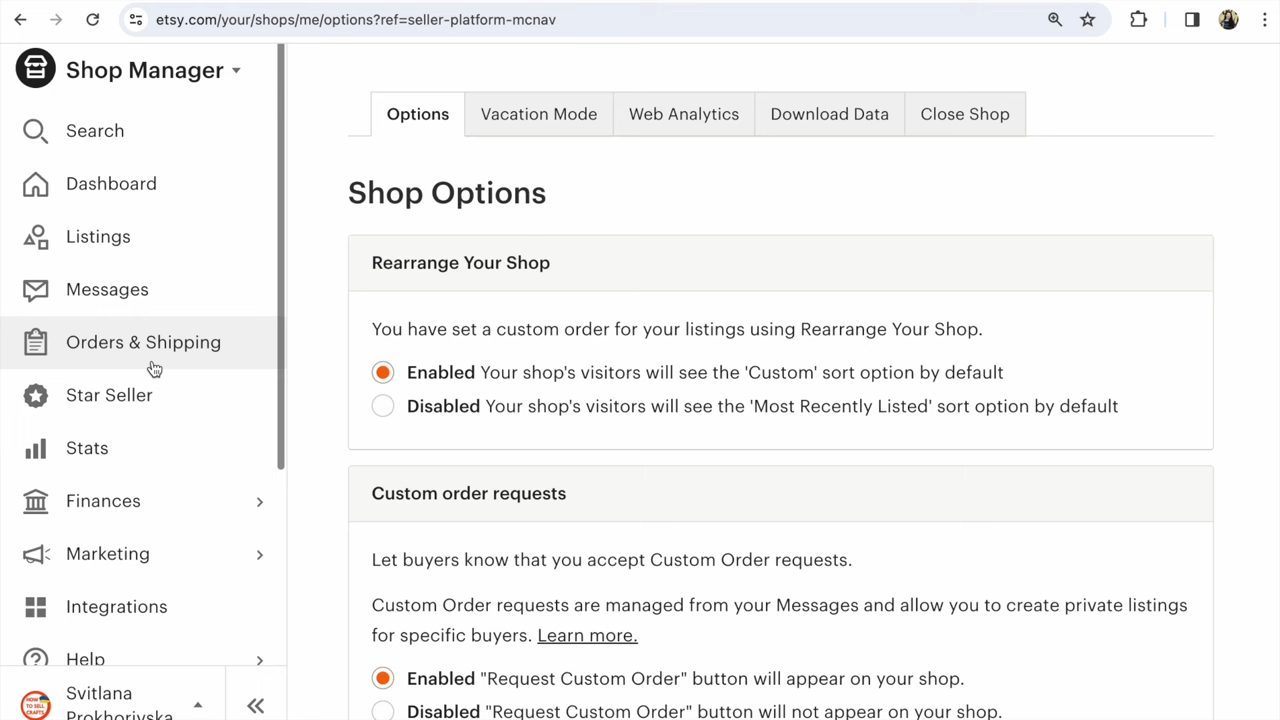 etsy.com/your/shops/me/options?ref=seller-platform-mcnav
Shop Manager
Search
Dashboard
Listings
Messages
Orders & Shipping
Star Seller
Stats
Finances
Marketing
Integrations
Help
HOW TO SELL CRAFTS
Svitlana
Prokhorivska
Options
Vacation Mode
Web Analytics
Download Data
Close Shop
Shop Options
Rearrange Your Shop
You have set a custom order for your listings using Rearrange Your Shop.
Enabled Your shop's visitors will see the 'Custom' sort option by default
Disabled Your shop's visitors will see the 'Most Recently Listed' sort option by default
Custom order requests
Let buyers know that you accept Custom Order requests.
Custom Order requests are managed from your Messages and allow you to create private listings
for specific buyers. Learn more.
Enabled "Request Custom Order" button will appear on your shop.
Disabled "Request Custom Order" button will not appear on your shop.